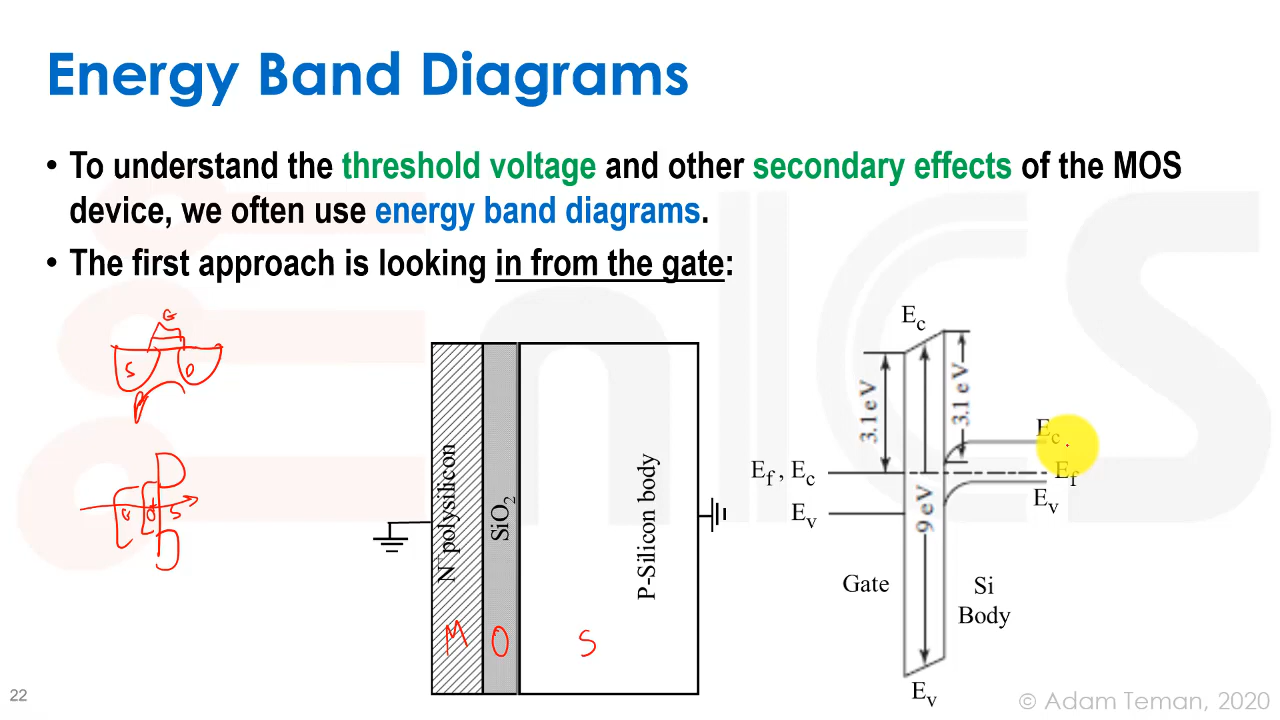 Energy Band Diagrams
• To understand the threshold voltage and other secondary effects of the MOS
device, we often use energy band diagrams.
• The first approach is looking in from the gate:
G
S
D
G
S
N+polysilicon
SiO2
P-Silicon body
M
O
S
Ec
3.1 eV
3.1 eV
Ec
Ef , Ec
Ef
Ev
Ev
9 eV
Gate
Si
Body
Ev
22
© Adam Teman, 2020